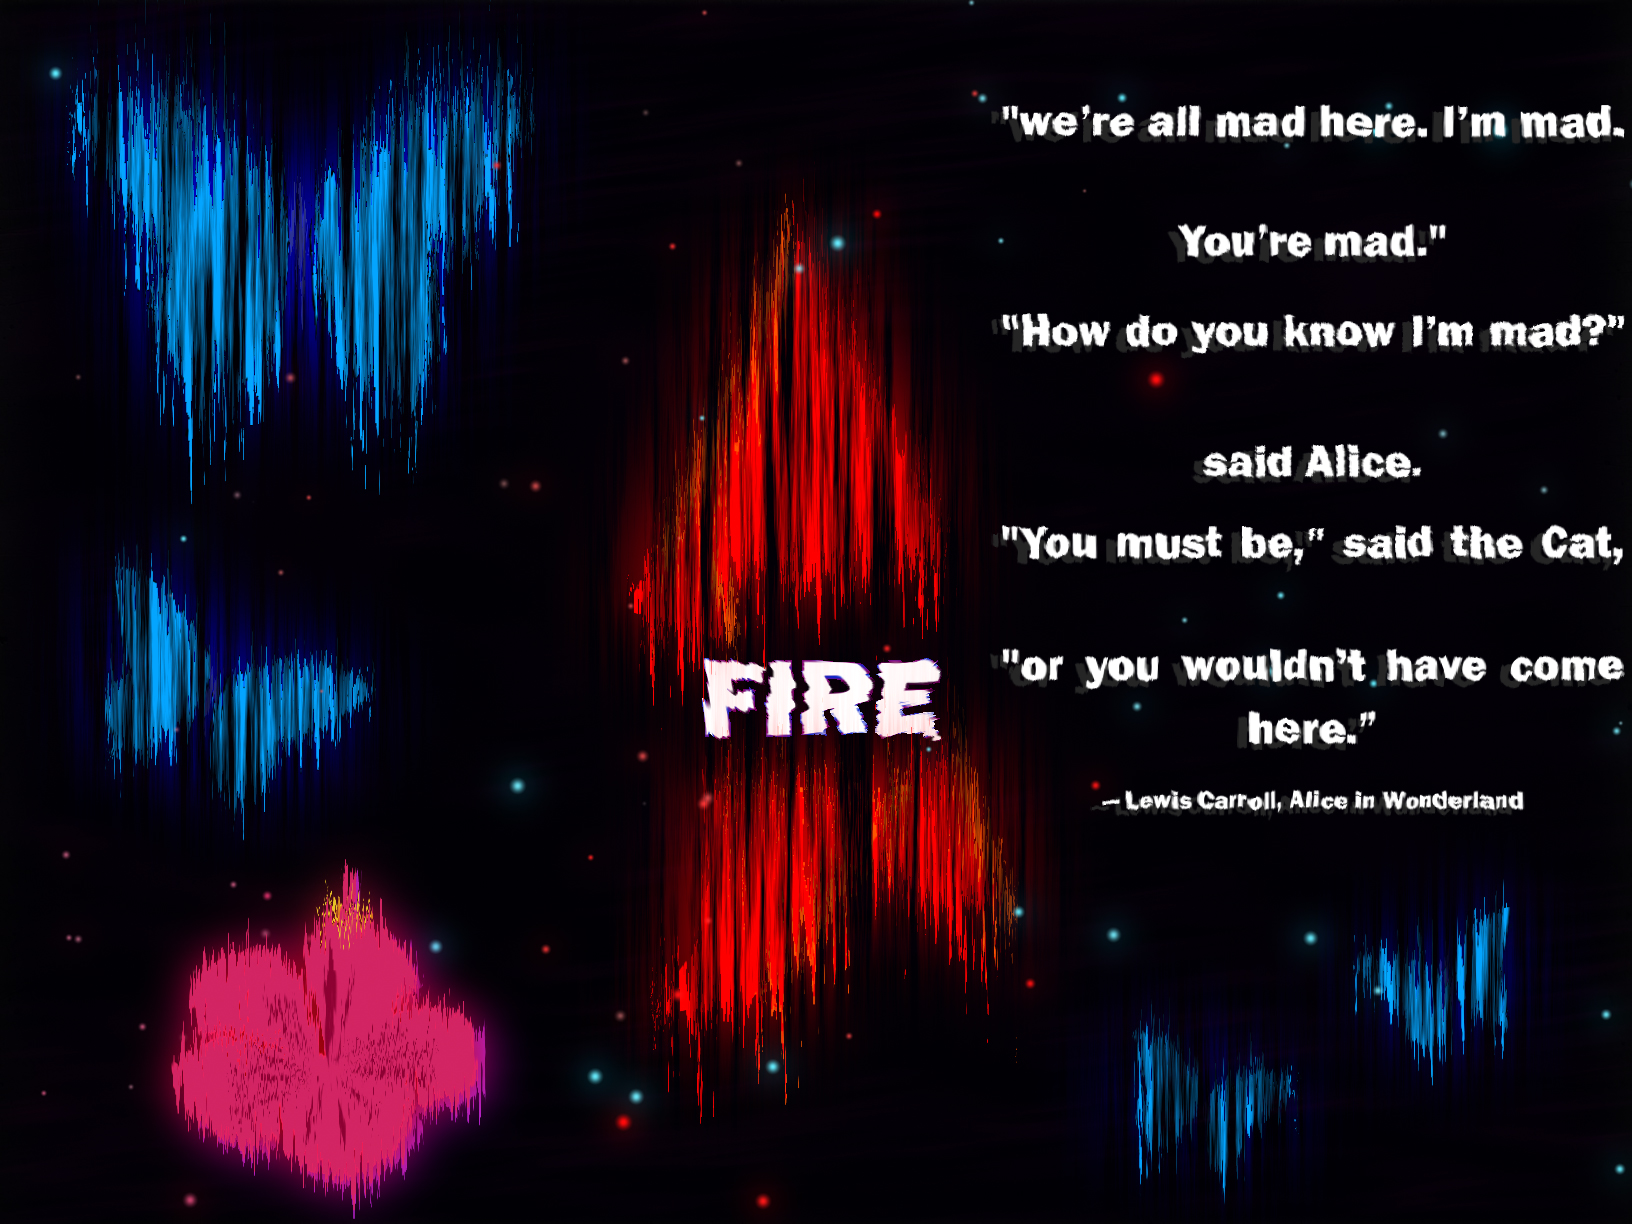 "we're all mad here. I'm mad.
You're mad."
“How do you know I'm mad?”
said Alice.
"You must be,“ said the Cat,
"or you wouldn't have come
here.”
— Lewis Carroll, Alice in Wonderland
FIRE